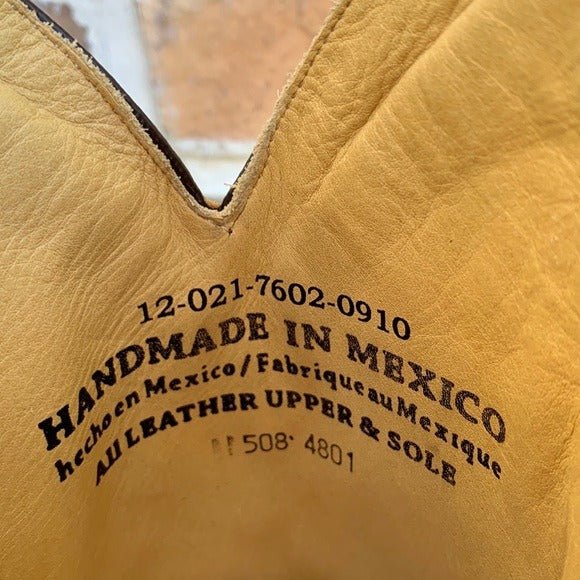 12-021-7602-0910
HANDMADE IN MEXICO
hecho en Mexico/Fabrique au Mexique
All LEATHER UPPER & SOLE
508 4801